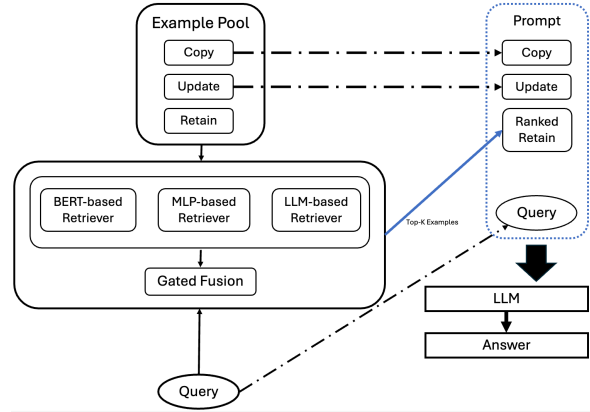 Example Pool
Copy
Update
Retain
Prompt
Copy
Update
Ranked
Retain
Query
BERT-based
Retriever
MLP-based
Retriever
LLM-based
Retriever
Gated Fusion
Top-K Examples
Query
LLM
Answer